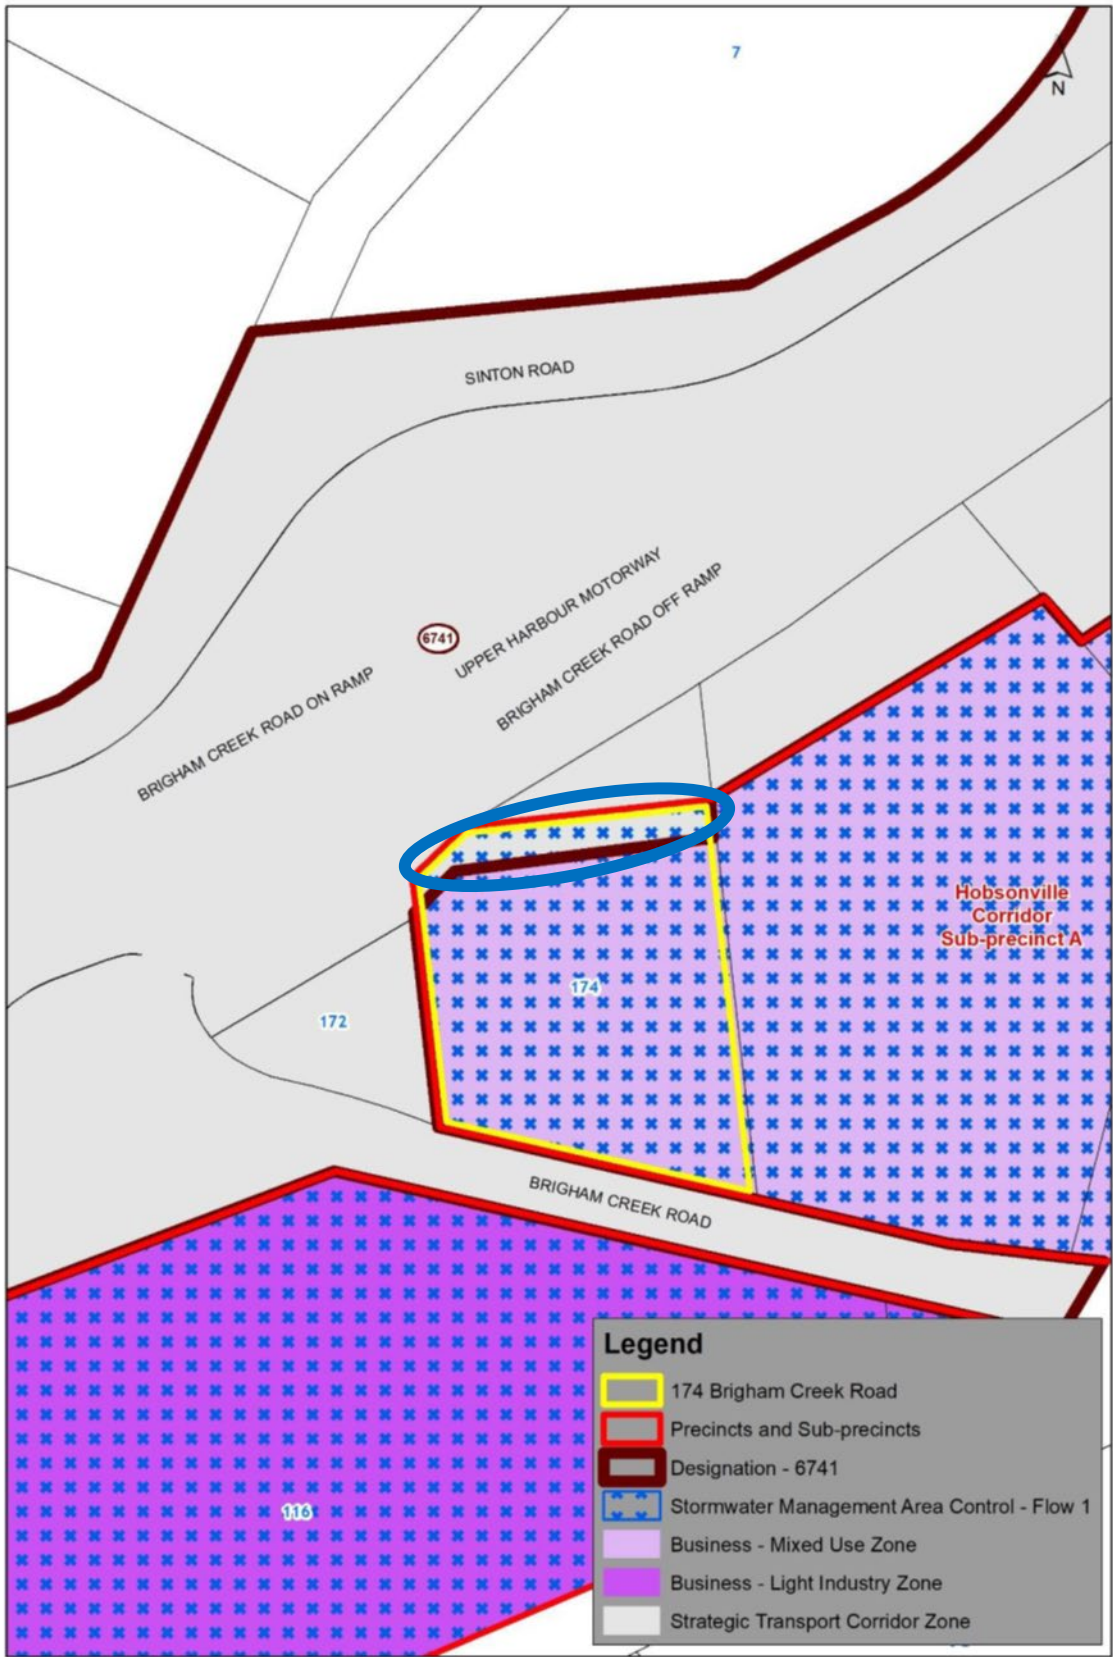 7
N
SINTON ROAD
UPPER HARBOUR MOTORWAY
6741
BRIGHAM CREEK ROAD OFF RAMP
BRIGHAM CREEK ROAD ON RAMP
Hobsonville
Corridor
Sub-precinct A
174
172
BRIGHAM CREEK ROAD
116
Legend
174 Brigham Creek Road
Precincts and Sub-precincts
Designation - 6741
Stormwater Management Area Control - Flow 1
Business - Mixed Use Zone
Business - Light Industry Zone
Strategic Transport Corridor Zone